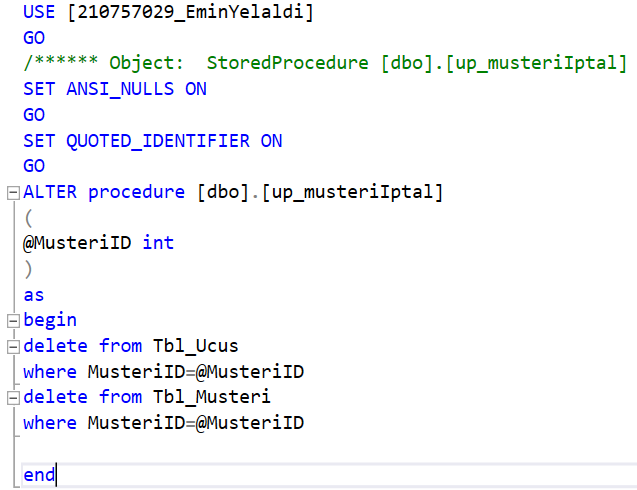 USE [210757029_EminYelaldi]
GO
/****** Object:  StoredProcedure [dbo].[up_musteriIptal]
SET ANSI_NULLS ON
GO
SET QUOTED_IDENTIFIER ON
GO
ALTER procedure [dbo].[up_musteriIptal]
(
@MusteriID int
)
as
begin
delete from Tbl_Ucus
where MusteriID=@MusteriID
delete from Tbl_Musteri
where MusteriID=@MusteriID
end